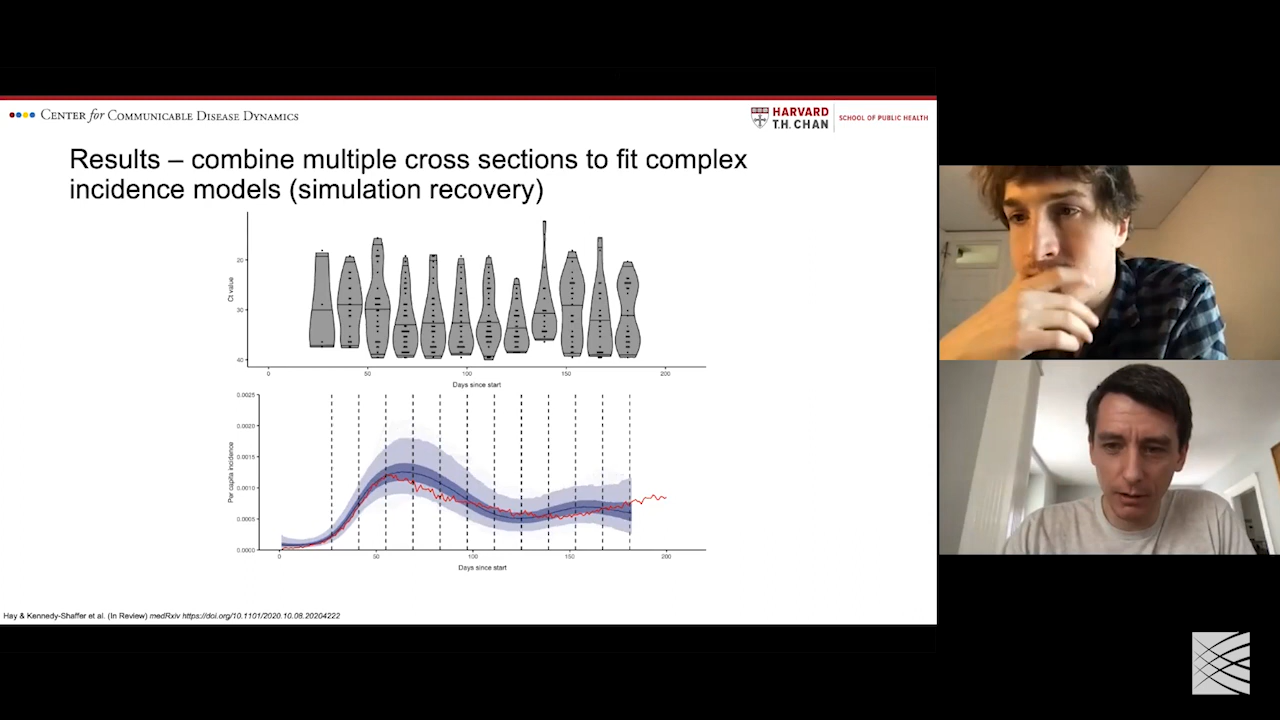 CENTER for COMMUNICABLE DISEASE DYNAMICS
HARVARD
T.H. CHAN
SCHOOL OF PUBLIC HEALTH
Results – combine multiple cross sections to fit complex
incidence models (simulation recovery)
Ct value
20
30
40
0 50 100 150 200
Days since start
Per capita incidence
0.0025
0.0020
0.0015
0.0010
0.0005
0.0000
0 50 100 150 200
Days since start
Hay & Kennedy-Shaffer et al. (In Review) medRxiv https://doi.org/10.1101/2020.10.08.20204222